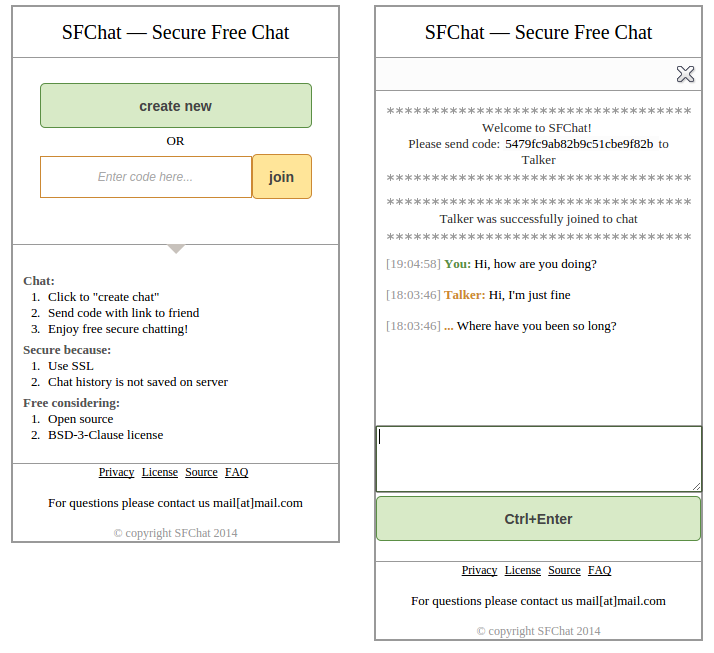 SFChat — Secure Free Chat
create new
OR
Enter code here...
join
Chat:
1. Click to "create chat"
2. Send code with link to friend
3. Enjoy free secure chatting!
Secure because:
1. Use SSL
2. Chat history is not saved on server
Free considering:
1. Open source
2. BSD-3-Clause license
Privacy License Source FAQ
For questions please contact us mail[at]mail.com
© copyright SFChat 2014
SFChat — Secure Free Chat
********************************
Welcome to SFChat!
Please send code: 5479fc9ab82b9c51cbe9f82b to
Talker
********************************
********************************
Talker was successfully joined to chat
********************************
[19:04:58] You: Hi, how are you doing?
[18:03:46] Talker: Hi, I'm just fine
[18:03:46] ... Where have you been so long?
Ctrl+Enter
Privacy License Source FAQ
For questions please contact us mail[at]mail.com
© copyright SFChat 2014